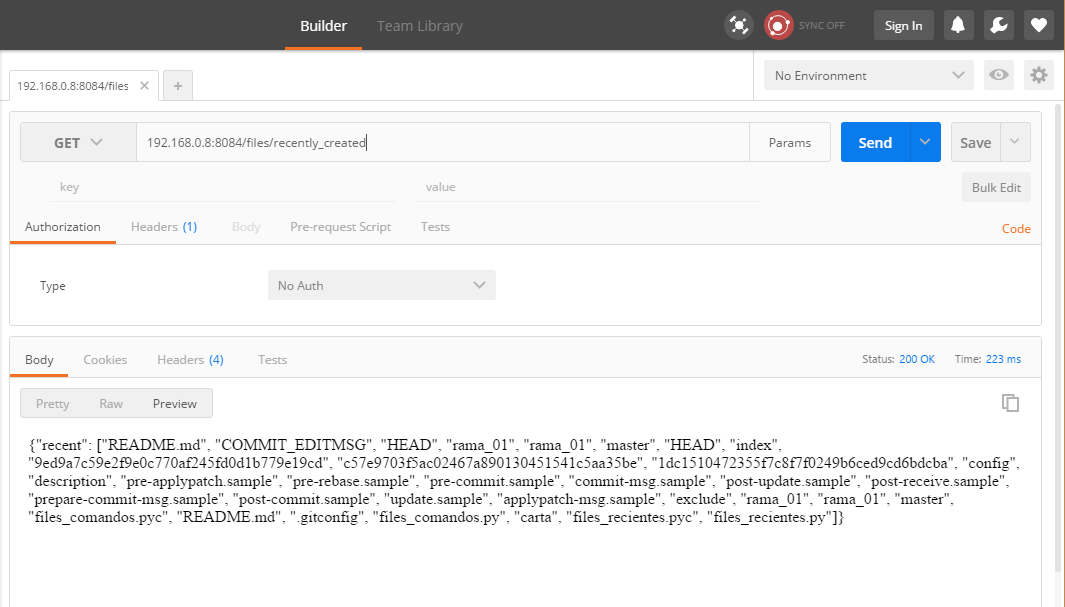 Builder
Team Library
SYNC OFF
Sign In
192.168.0.8:8084/files
No Environment
GET
192.168.0.8:8084/files/recently_created
Params
Send
Save
key
value
Bulk Edit
Authorization
Headers (1)
Body
Pre-request Script
Tests
Code
Type
No Auth
Body
Cookies
Headers (4)
Tests
Status: 200 OK
Time: 223 ms
Pretty
Raw
Preview
{"recent": ["README.md", "COMMIT_EDITMSG", "HEAD", "rama_01", "rama_01", "master", "HEAD", "index",
"9ed9a7c59e2f9e0c770af245fd0d1b779e19cd", "c57e9703f5ac02467a890130451541c5aa35be", "1dc1510472355f7c8f7f0249b6ced9cd6bdcba", "config",
"description", "pre-applypatch.sample", "pre-rebase.sample", "pre-commit.sample", "commit-msg.sample", "post-update.sample", "post-receive.sample",
"prepare-commit-msg.sample", "post-commit.sample", "update.sample", "applypatch-msg.sample", "exclude", "rama_01", "rama_01", "master",
"files_comandos.pyc", "README.md", ".gitconfig", "files_comandos.py", "carta", "files_recientes.pyc", "files_recientes.py"]}